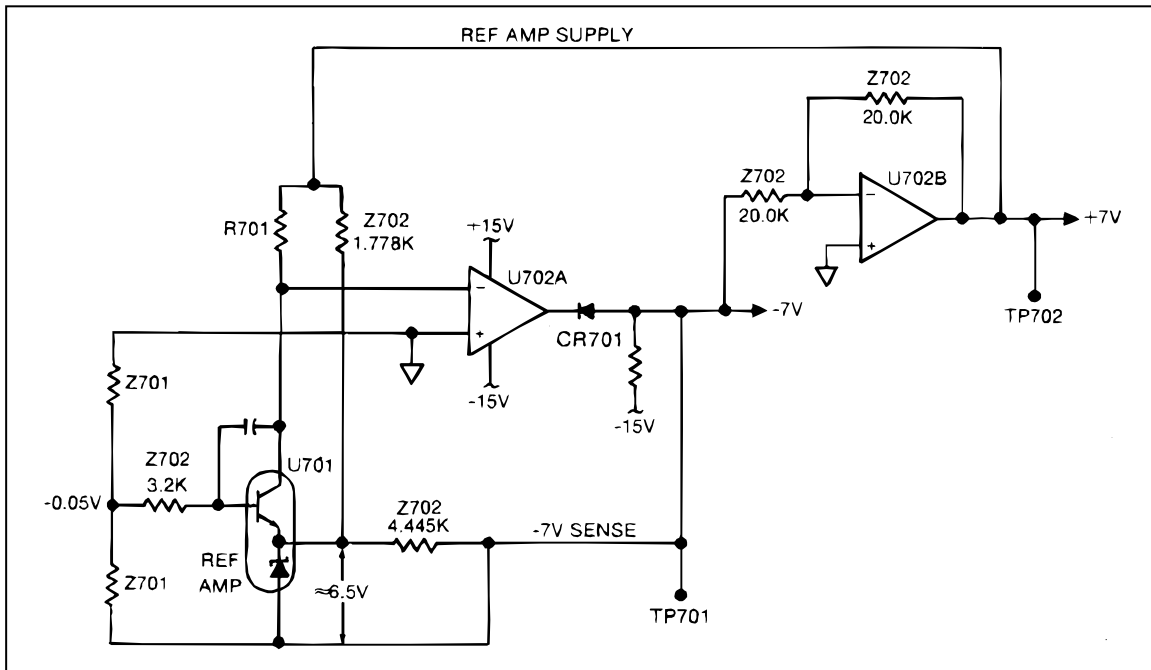 REF AMP SUPPLY
Z702
20.0K
Z702
20.0K
U702B
−
+
+7V
TP702
R701
Z702
1.778K
+15V
U702A
−
+
-15V
CR701
-7V
-15V
Z701
Z702
3.2K
-0.05V
U701
REF
AMP
Z701
≈6.5V
Z702
4.445K
-7V SENSE
TP701